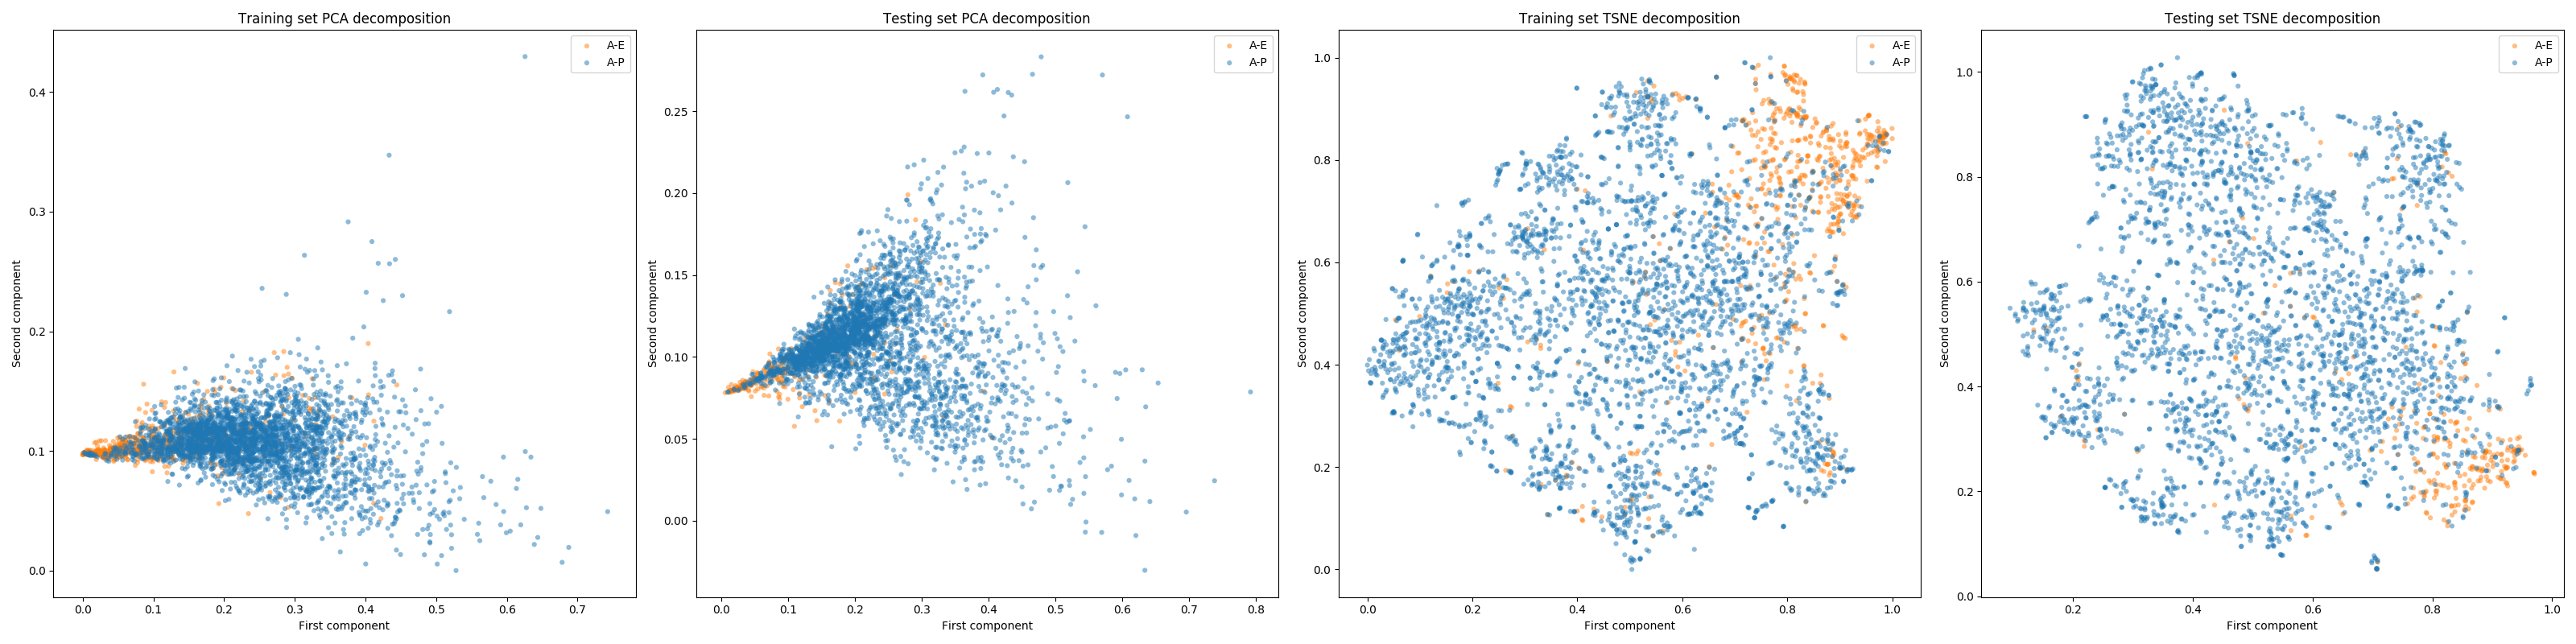 Training set PCA decomposition
A-E
A-P
Second component
0.4
0.3
0.2
0.1
0.0
0.0 0.1 0.2 0.3 0.4 0.5 0.6 0.7
First component
Testing set PCA decomposition
A-E
A-P
Second component
0.25
0.20
0.15
0.10
0.05
0.00
0.0 0.1 0.2 0.3 0.4 0.5 0.6 0.7 0.8
First component
Training set TSNE decomposition
A-E
A-P
Second component
1.0
0.8
0.6
0.4
0.2
0.0
0.0 0.2 0.4 0.6 0.8 1.0
First component
Testing set TSNE decomposition
A-E
A-P
Second component
1.0
0.8
0.6
0.4
0.2
0.0
0.2 0.4 0.6 0.8 1.0
First component